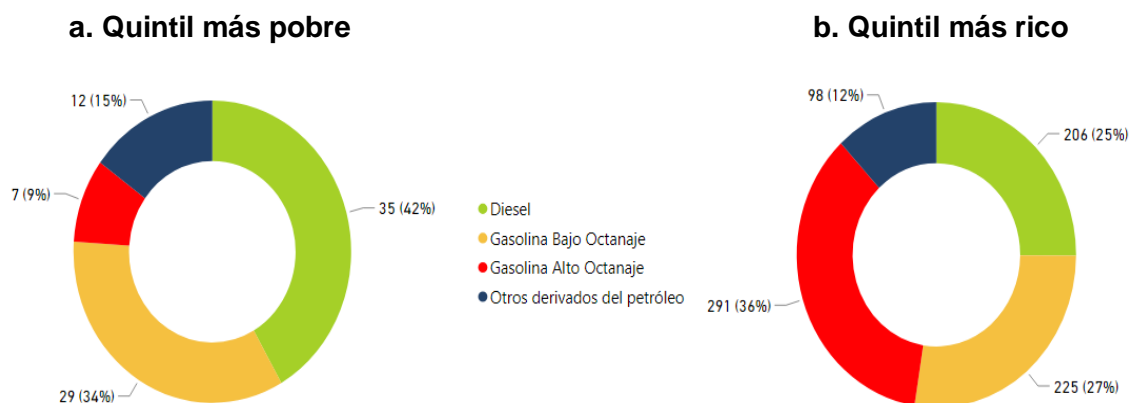 a. Quintil más pobre
12 (15%)
7 (9%)
35 (42%)
29 (34%)
Diesel
Gasolina Bajo Octanaje
Gasolina Alto Octanaje
Otros derivados del petróleo
b. Quintil más rico
98 (12%)
206 (25%)
291 (36%)
225 (27%)